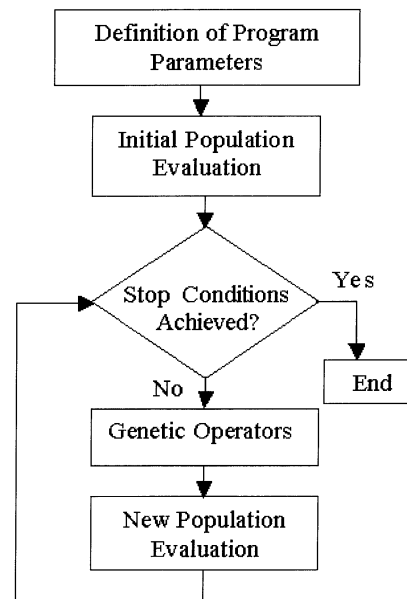 Definition of Program
Parameters
Initial Population
Evaluation
Stop Conditions
Achieved?
Yes
End
No
Genetic Operators
New Population
Evaluation